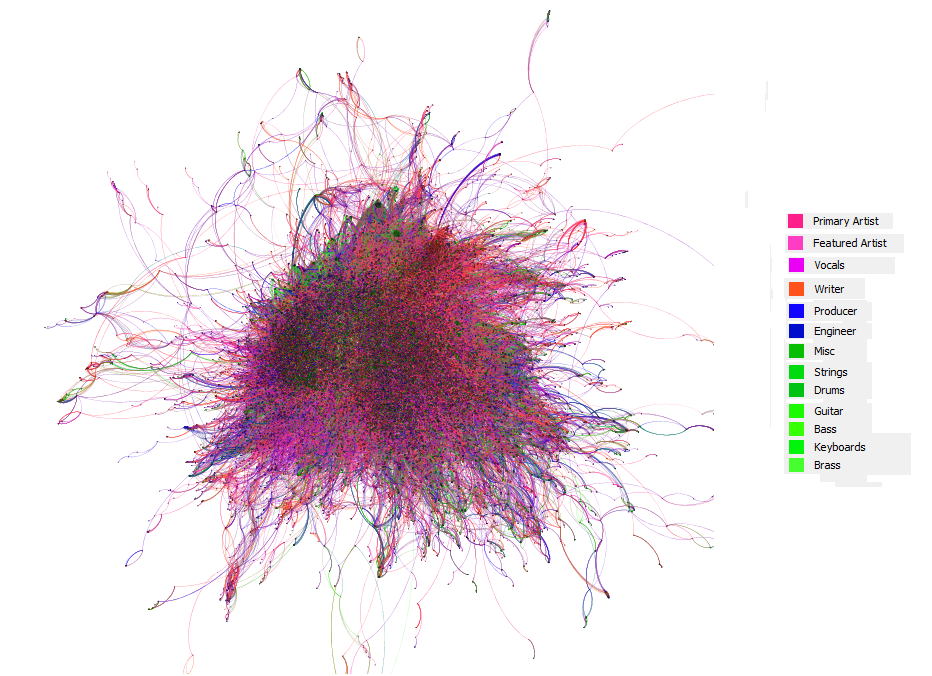 Primary Artist
Featured Artist
Vocals
Writer
Producer
Engineer
Misc
Strings
Drums
Guitar
Bass
Keyboards
Brass